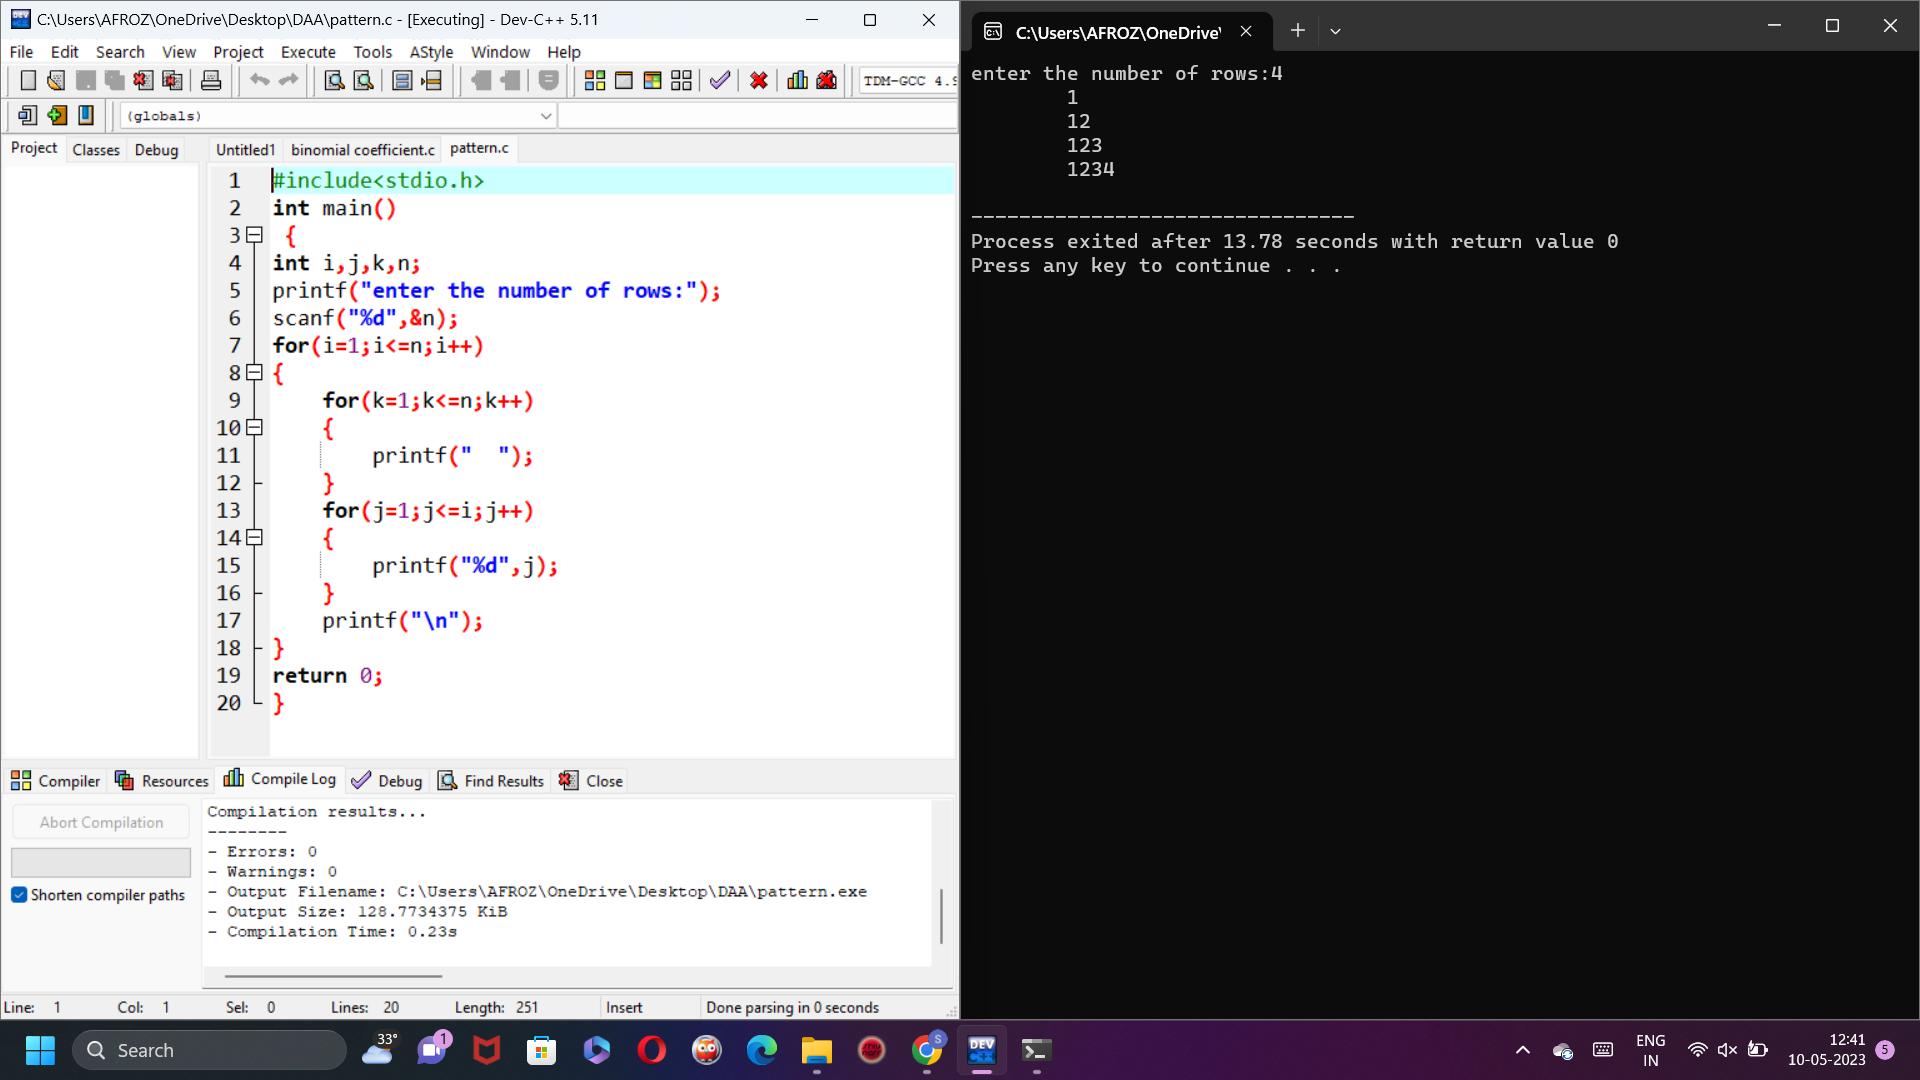 C:\Users\AFROZ\OneDrive\Desktop\DAA\pattern.c - [Executing] - Dev-C++ 5.11
File Edit Search View Project Execute Tools AStyle Window Help
TDM-GCC 4.9
(globals)
Project Classes Debug
Untitled1 binomial coefficient.c pattern.c
1 #include<stdio.h>
2 int main()
3 {
4 int i,j,k,n;
5 printf("enter the number of rows:");
6 scanf("%d",&n);
7 for(i=1;i<=n;i++)
8 {
9 for(k=1;k<=n;k++)
10 {
11 printf("  ");
12 }
13 for(j=1;j<=i;j++)
14 {
15 printf("%d",j);
16 }
17 printf("\n");
18 }
19 return 0;
20 }
Compiler Resources Compile Log Debug Find Results Close
Abort Compilation
Shorten compiler paths
Compilation results...
--------
- Errors: 0
- Warnings: 0
- Output Filename: C:\Users\AFROZ\OneDrive\Desktop\DAA\pattern.exe
- Output Size: 128.7734375 KiB
- Compilation Time: 0.23s
Line: 1 Col: 1 Sel: 0 Lines: 20 Length: 251 Insert Done parsing in 0 seconds
C:\Users\AFROZ\OneDrive\
enter the number of rows:4
1
12
123
1234
--------------------------------
Process exited after 13.78 seconds with return value 0
Press any key to continue . . .
Search
33°
1
S
DEV
C++
ENG
IN
12:41
10-05-2023
5